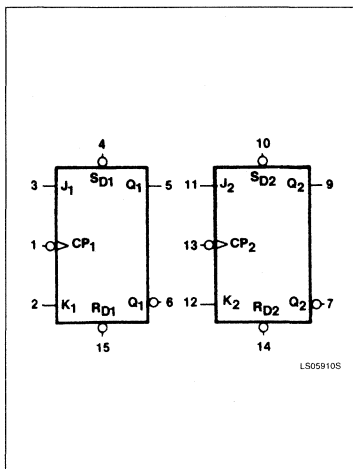 4 10
3 J1 SD1 Q1 5 11 J2 SD2 Q2 9
1 CP1 13 CP2
2 K1 RD1 Q1 6 12 K2 RD2 Q2 7
15 14
LS05910S